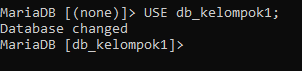 MariaDB [(none)]> USE db_kelompok1;
Database changed
MariaDB [db_kelompok1]>